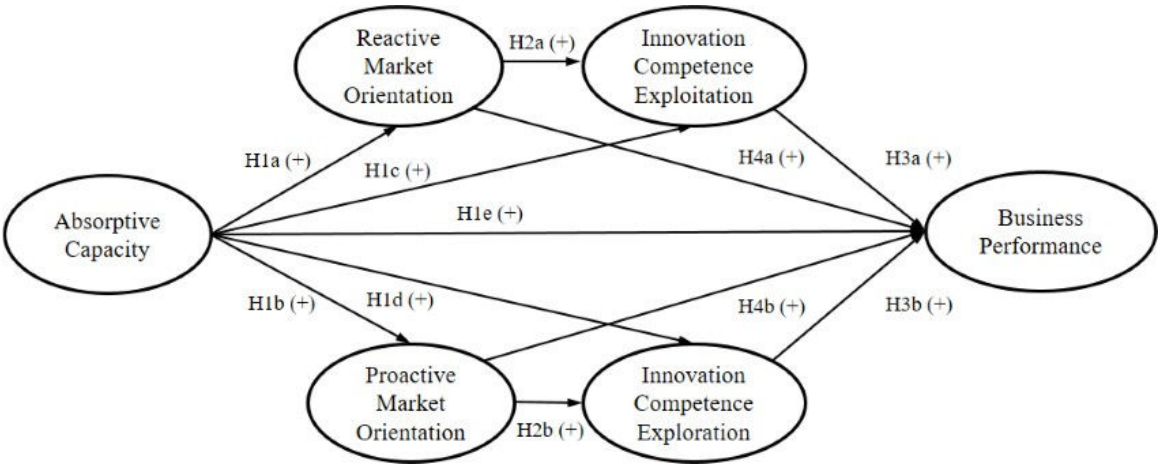 Reactive
Market
Orientation
H2a (+)
Innovation
Competence
Exploitation
H1a (+)
H1c (+)
H4a (+)
H3a (+)
Absorptive
Capacity
H1e (+)
Business
Performance
H1b (+)
H1d (+)
H4b (+)
H3b (+)
Proactive
Market
Orientation
H2b (+)
Innovation
Competence
Exploration